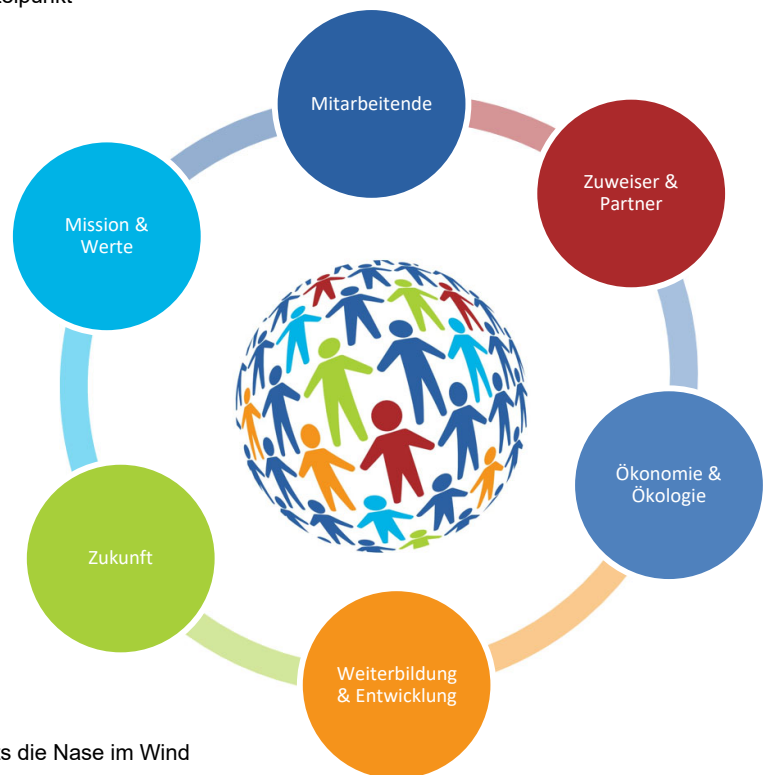 Mitarbeitende
Zuweiser &
Partner
Mission &
Werte
Ökonomie &
Ökologie
Zukunft
Weiterbildung
& Entwicklung
die Nase im Wind